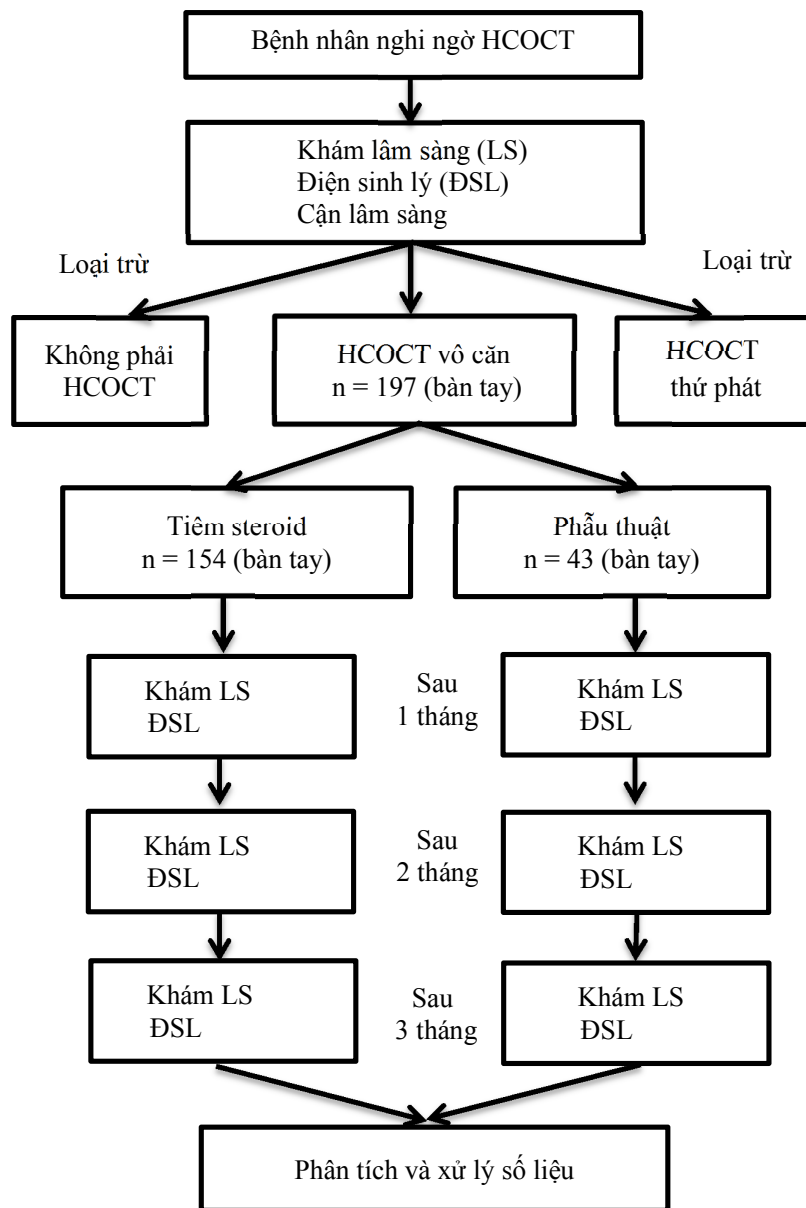 Bệnh nhân nghi ngờ HCOCT
Khám lâm sàng (LS)
Điện sinh lý (ĐSL)
Cận lâm sàng
Loại trừ
Loại trừ
Không phải
HCOCT
HCOCT vô căn
n = 197 (bàn tay)
HCOCT
thứ phát
Tiêm steroid
n = 154 (bàn tay)
Phẫu thuật
n = 43 (bàn tay)
Khám LS
ĐSL
Sau
1 tháng
Khám LS
ĐSL
Khám LS
ĐSL
Sau
2 tháng
Khám LS
ĐSL
Khám LS
ĐSL
Sau
3 tháng
Khám LS
ĐSL
Phân tích và xử lý số liệu